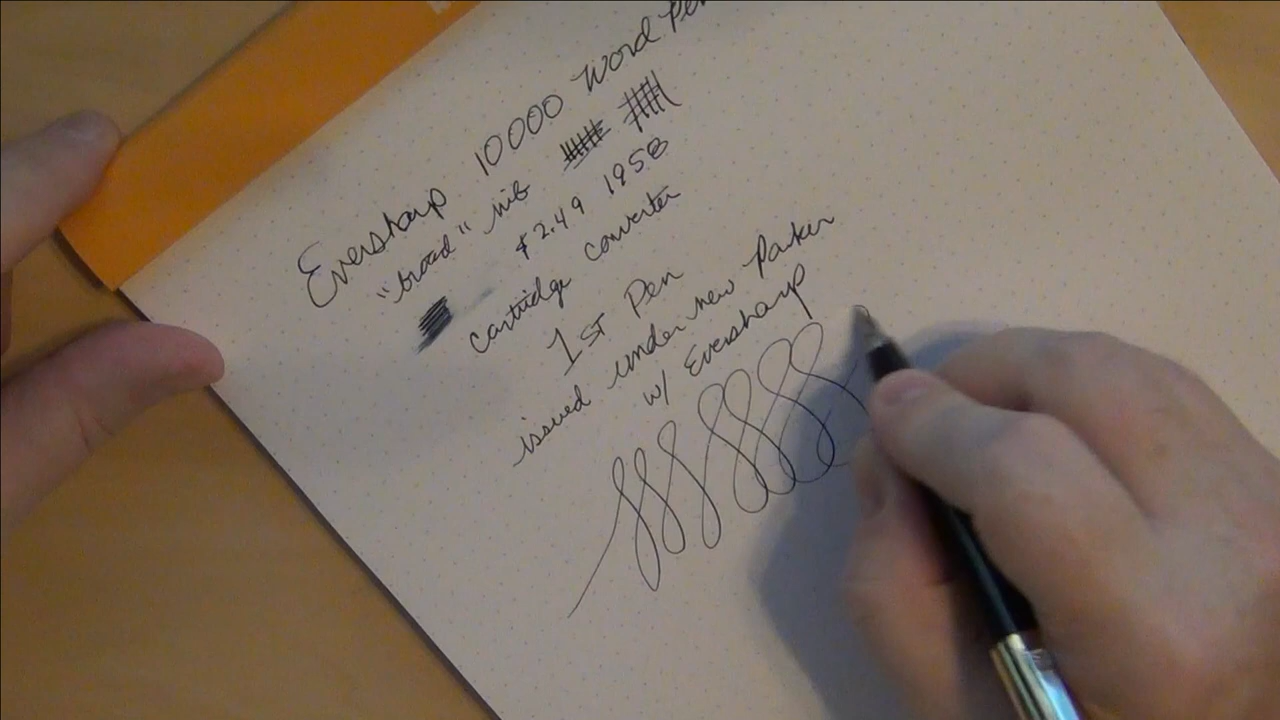 Eversharp 10000 Word Pen
"broad" nib
$2.49 1958
cartridge converter
1st Pen
issued under new Parker
w/ Eversharp